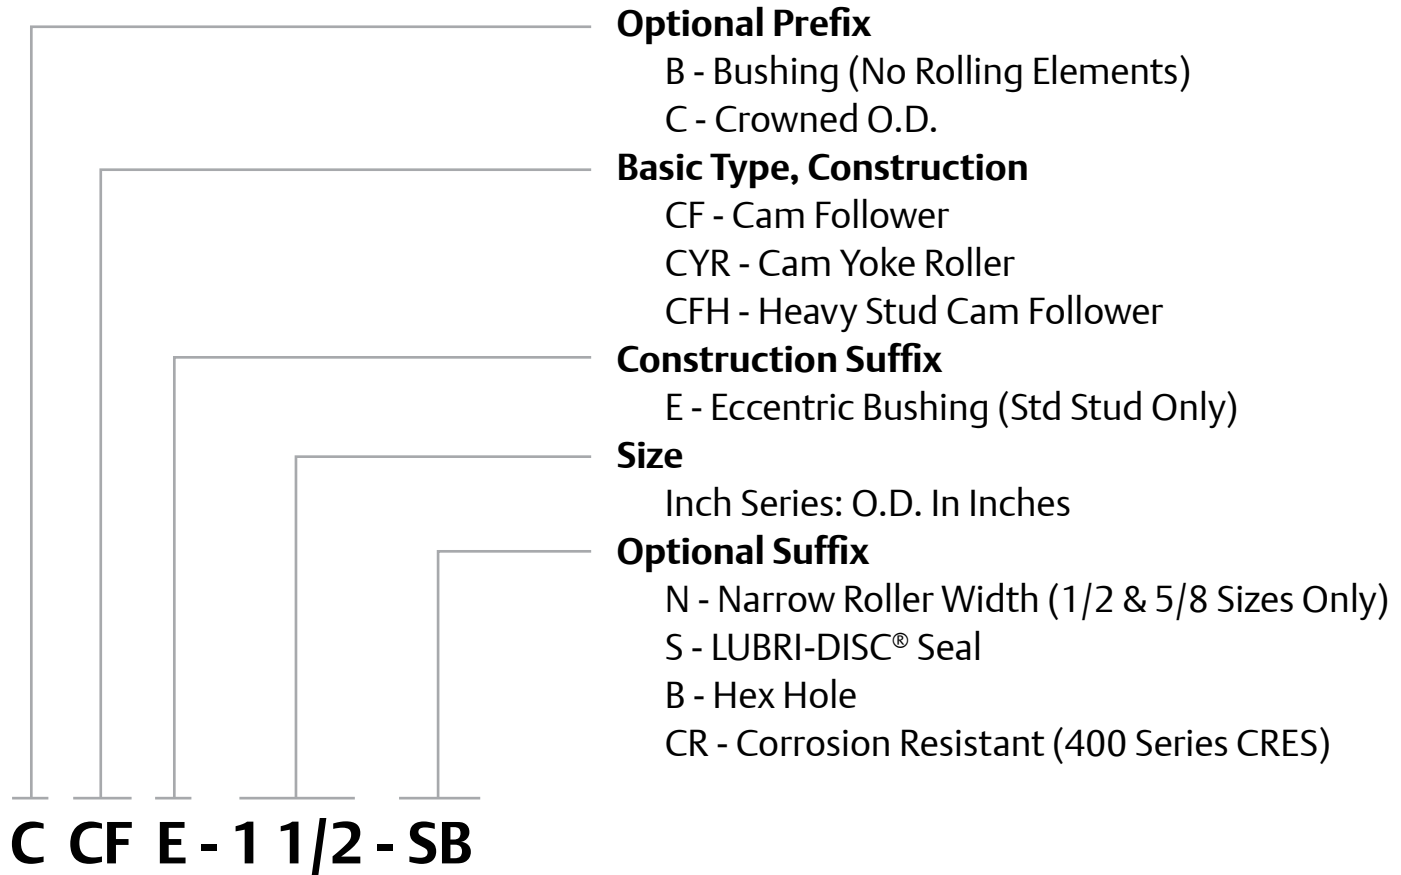 Optional Prefix
B - Bushing (No Rolling Elements)
C - Crowned O.D.
Basic Type, Construction
CF - Cam Follower
CYR - Cam Yoke Roller
CFH - Heavy Stud Cam Follower
Construction Suffix
E - Eccentric Bushing (Std Stud Only)
Size
Inch Series: O.D. In Inches
Optional Suffix
N - Narrow Roller Width (1/2 & 5/8 Sizes Only)
S - LUBRI-DISC® Seal
B - Hex Hole
CR - Corrosion Resistant (400 Series CRES)
C CF E - 1 1/2 - SB